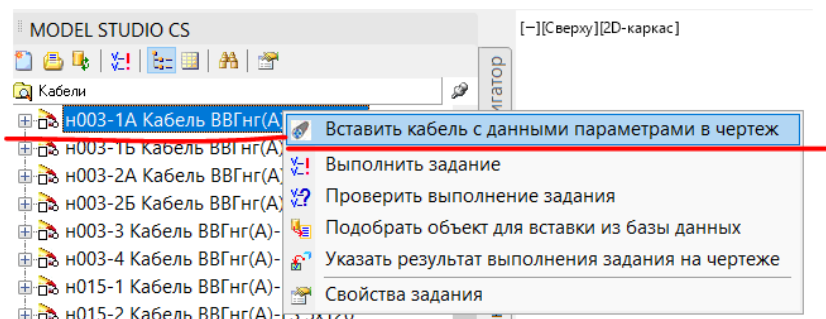 MODEL STUDIO CS
[−][Сверху][2D-каркас]
Кабели
н003-1А Кабель ВВГнг(А)
Вставить кабель с данными параметрами в чертеж
н003-1Б Кабель ВВГнг(А)
Выполнить задание
н003-2А Кабель ВВГнг(А)
Проверить выполнение задания
н003-2Б Кабель ВВГнг(А)
Подобрать объект для вставки из базы данных
н003-3 Кабель ВВГнг(А)-
Указать результат выполнения задания на чертеже
н003-4 Кабель ВВГнг(А)-
н015-1 Кабель ВВГнг(А)-
Свойства задания
н015-2 Кабель